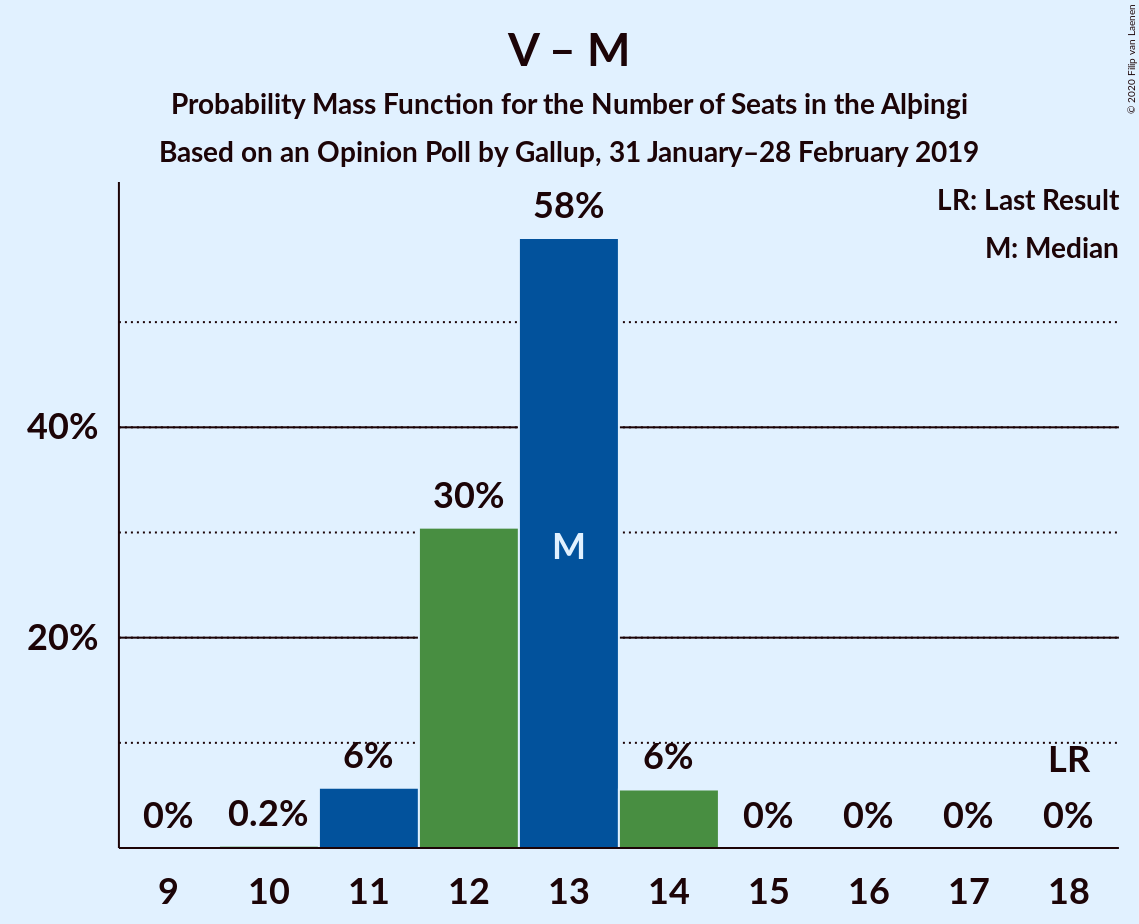 V – M
Probability Mass Function for the Number of Seats in the Alþingi
Based on an Opinion Poll by Gallup, 31 January–28 February 2019
© 2020 Filip van Laenen
LR: Last Result
M: Median
58%
40%
30%
M
20%
6%
6%
LR
0%
0.2%
0%
0%
0%
0%
9
10
11
12
13
14
15
16
17
18